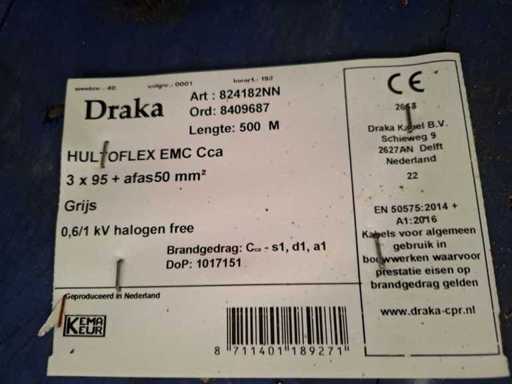 volgnr.:0001
Draka
Art : 824182NN
Ord: 8409687
Lengte: 500 M
HULTOFLEX EMC Cca
3 x 95 + afas50 mm²
Grijs
0,6/1 kV halogen free
Brandgedrag: Cca - s1, d1, a1
DoP: 1017151
Geproduceerd in Nederland
KEMA
KEUR
8 711401 189271
CE
Draka Kabel B.V.
Schieweg 9
2627AN Delft
Nederland
22
EN 50575:2014 +
A1:2016
Kabels voor algemeen
gebruik in
bouwwerken waarvoor
prestatie eisen op
brandgedrag gelden
www.draka-cpr.nl